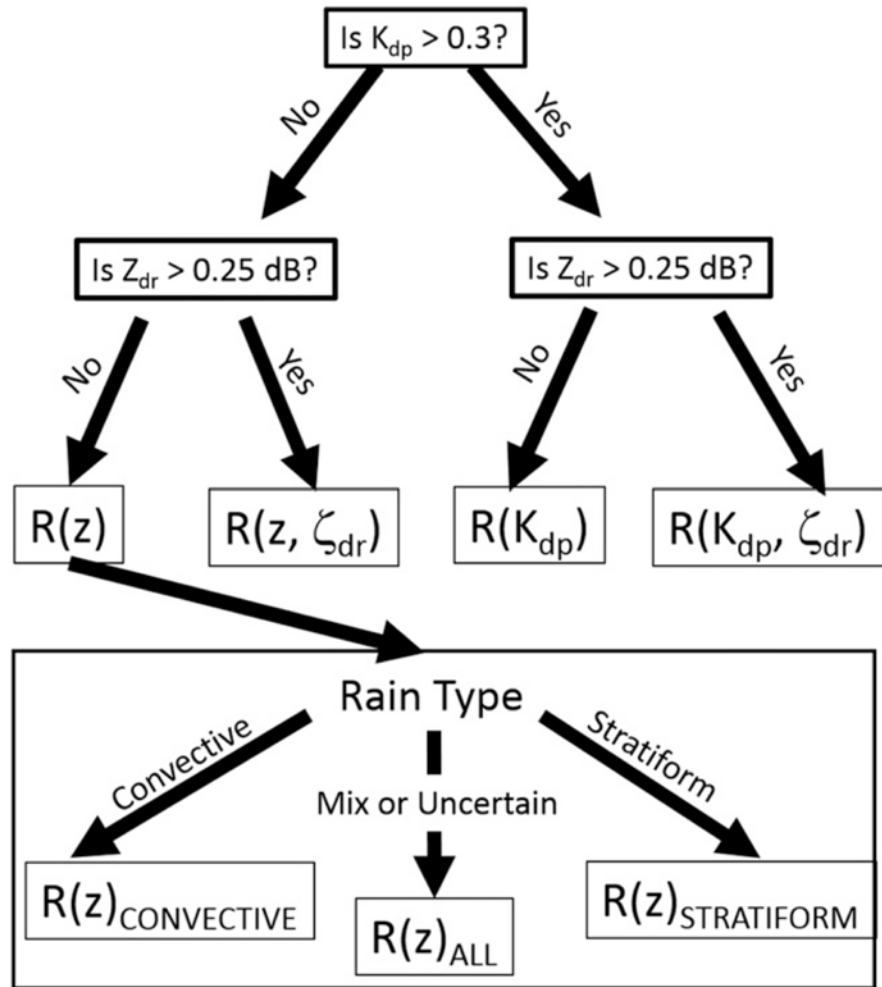 Is K_dp > 0.3?
No
Yes
Is Z_dr > 0.25 dB?
Is Z_dr > 0.25 dB?
No
Yes
No
Yes
R(z)
R(z, ζ_dr)
R(K_dp)
R(K_dp, ζ_dr)
Rain Type
Convective
Stratiform
Mix or Uncertain
R(z)_CONVECTIVE
R(z)_ALL
R(z)_STRATIFORM